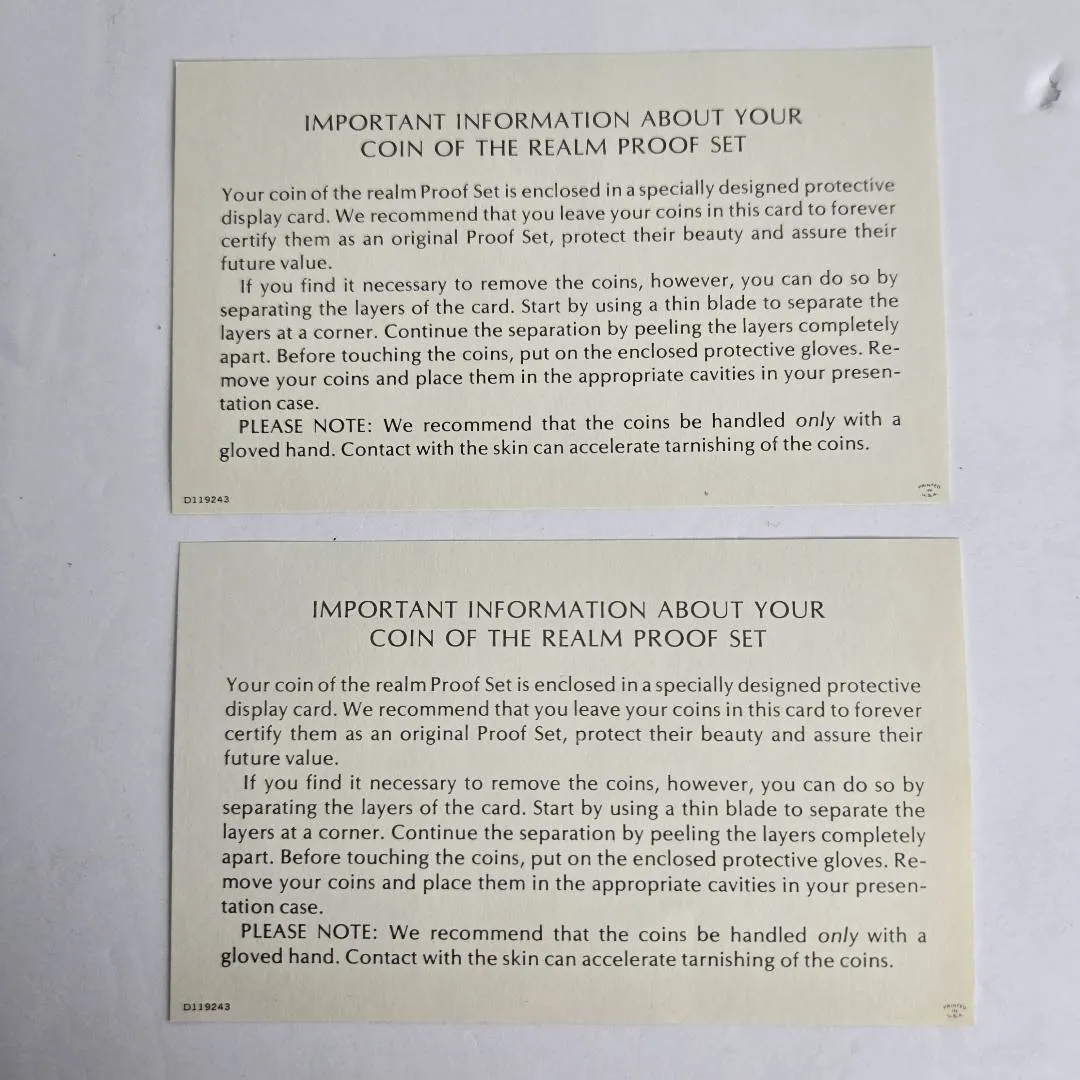 IMPORTANT INFORMATION ABOUT YOUR
COIN OF THE REALM PROOF SET
Your coin of the realm Proof Set is enclosed in a specially designed protective
display card. We recommend that you leave your coins in this card to forever
certify them as an original Proof Set, protect their beauty and assure their
future value.
If you find it necessary to remove the coins, however, you can do so by
separating the layers of the card. Start by using a thin blade to separate the
layers at a corner. Continue the separation by peeling the layers completely
apart. Before touching the coins, put on the enclosed protective gloves. Re-
move your coins and place them in the appropriate cavities in your presen-
tation case.
PLEASE NOTE: We recommend that the coins be handled only with a
gloved hand. Contact with the skin can accelerate tarnishing of the coins.
D119243
PRINTED
IN
U.S.A.
IMPORTANT INFORMATION ABOUT YOUR
COIN OF THE REALM PROOF SET
Your coin of the realm Proof Set is enclosed in a specially designed protective
display card. We recommend that you leave your coins in this card to forever
certify them as an original Proof Set, protect their beauty and assure their
future value.
If you find it necessary to remove the coins, however, you can do so by
separating the layers of the card. Start by using a thin blade to separate the
layers at a corner. Continue the separation by peeling the layers completely
apart. Before touching the coins, put on the enclosed protective gloves. Re-
move your coins and place them in the appropriate cavities in your presen-
tation case.
PLEASE NOTE: We recommend that the coins be handled only with a
gloved hand. Contact with the skin can accelerate tarnishing of the coins.
D119243
PRINTED
IN
U.S.A.